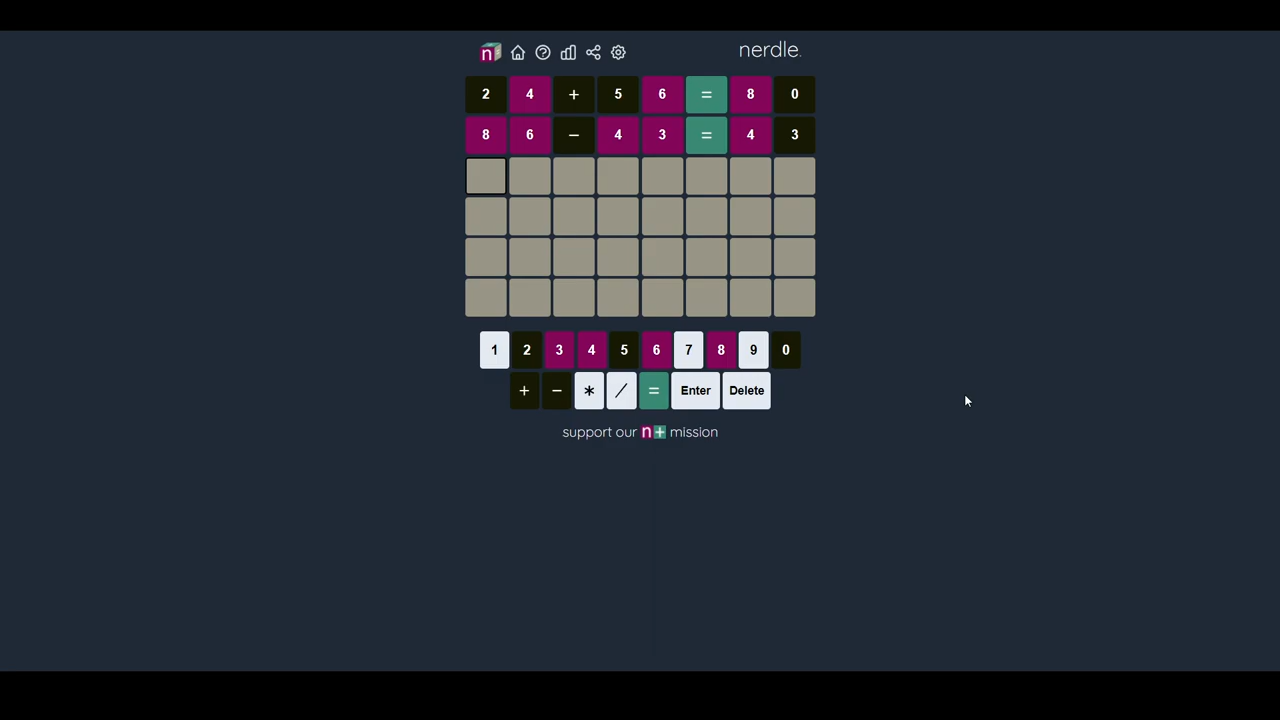 n nerdle.
2 4 + 5 6 = 8 0
8 6 − 4 3 = 4 3
1 2 3 4 5 6 7 8 9 0
+ − * / = Enter Delete
support our n+ mission